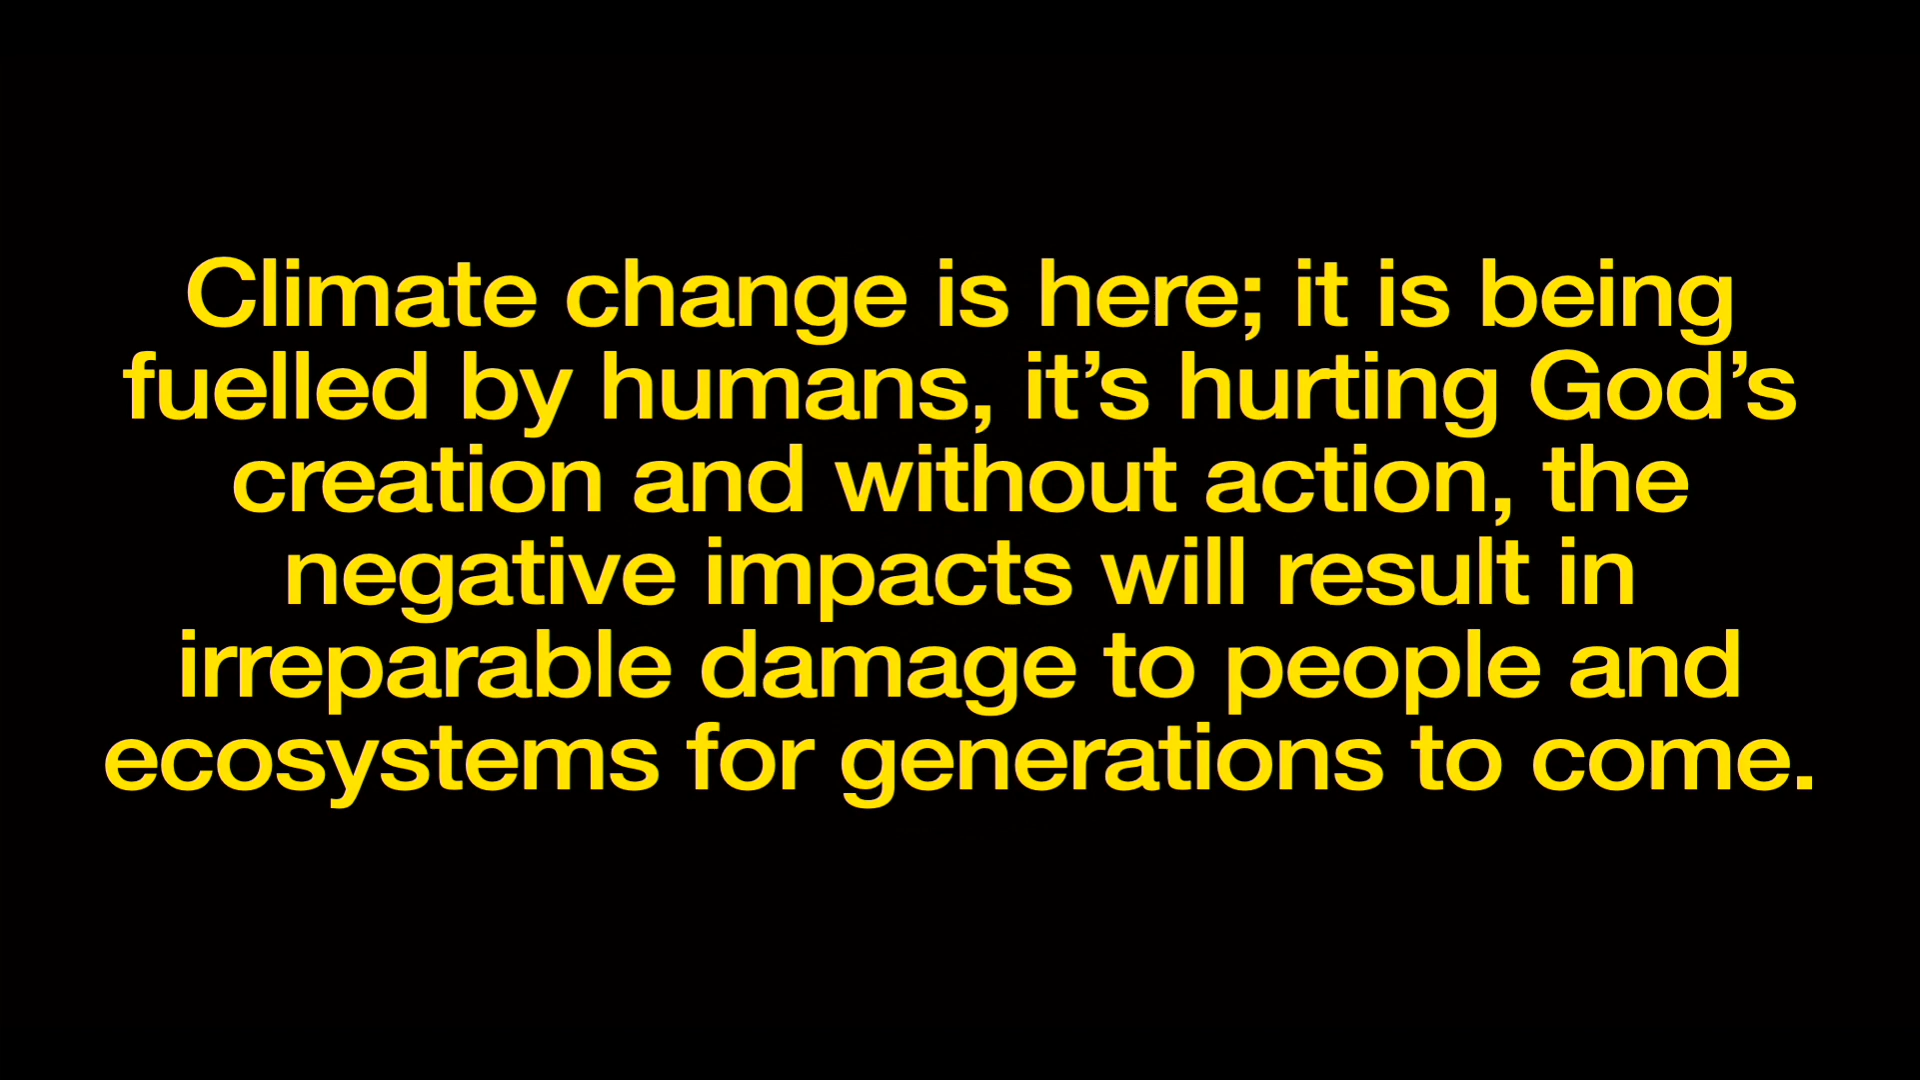 Climate change is here; it is being
fuelled by humans, it’s hurting God’s
creation and without action, the
negative impacts will result in
irreparable damage to people and
ecosystems for generations to come.